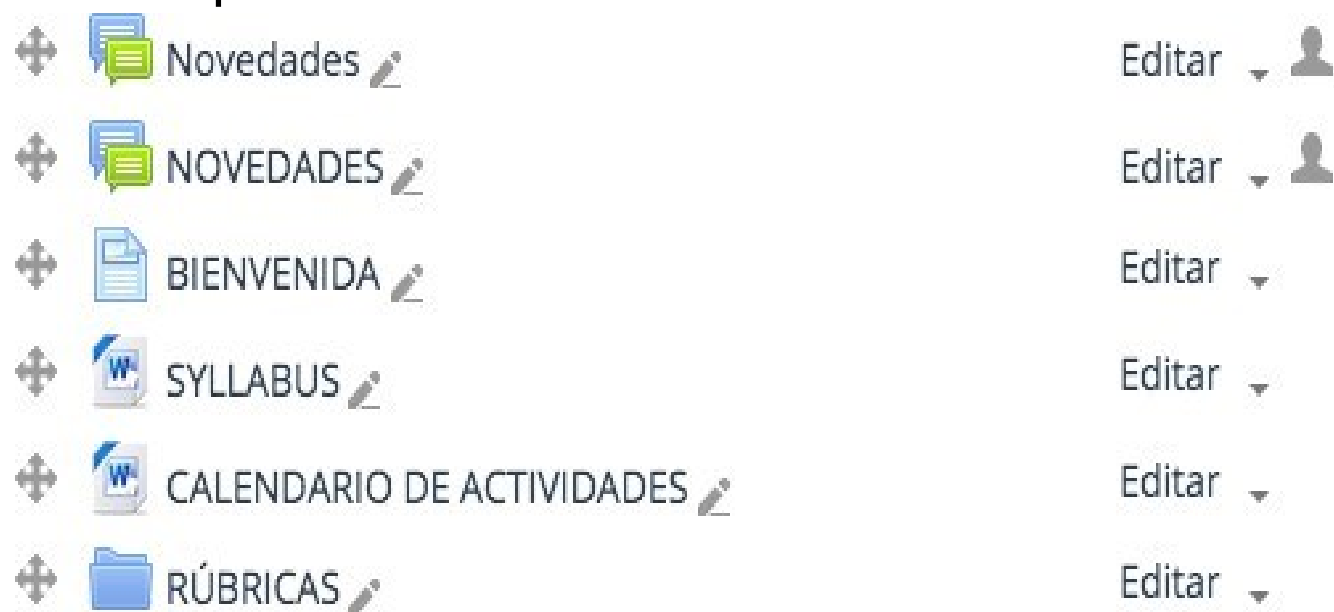 Novedades Editar
NOVEDADES Editar
BIENVENIDA Editar
SYLLABUS Editar
CALENDARIO DE ACTIVIDADES Editar
RÚBRICAS Editar